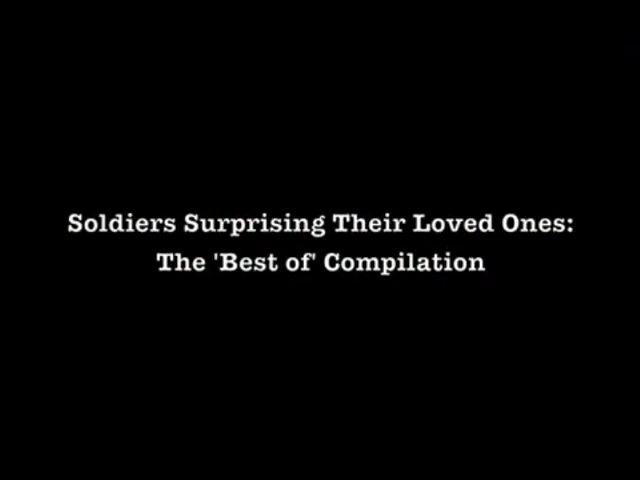 Soldiers Surprising Their Loved Ones:
The 'Best of' Compilation